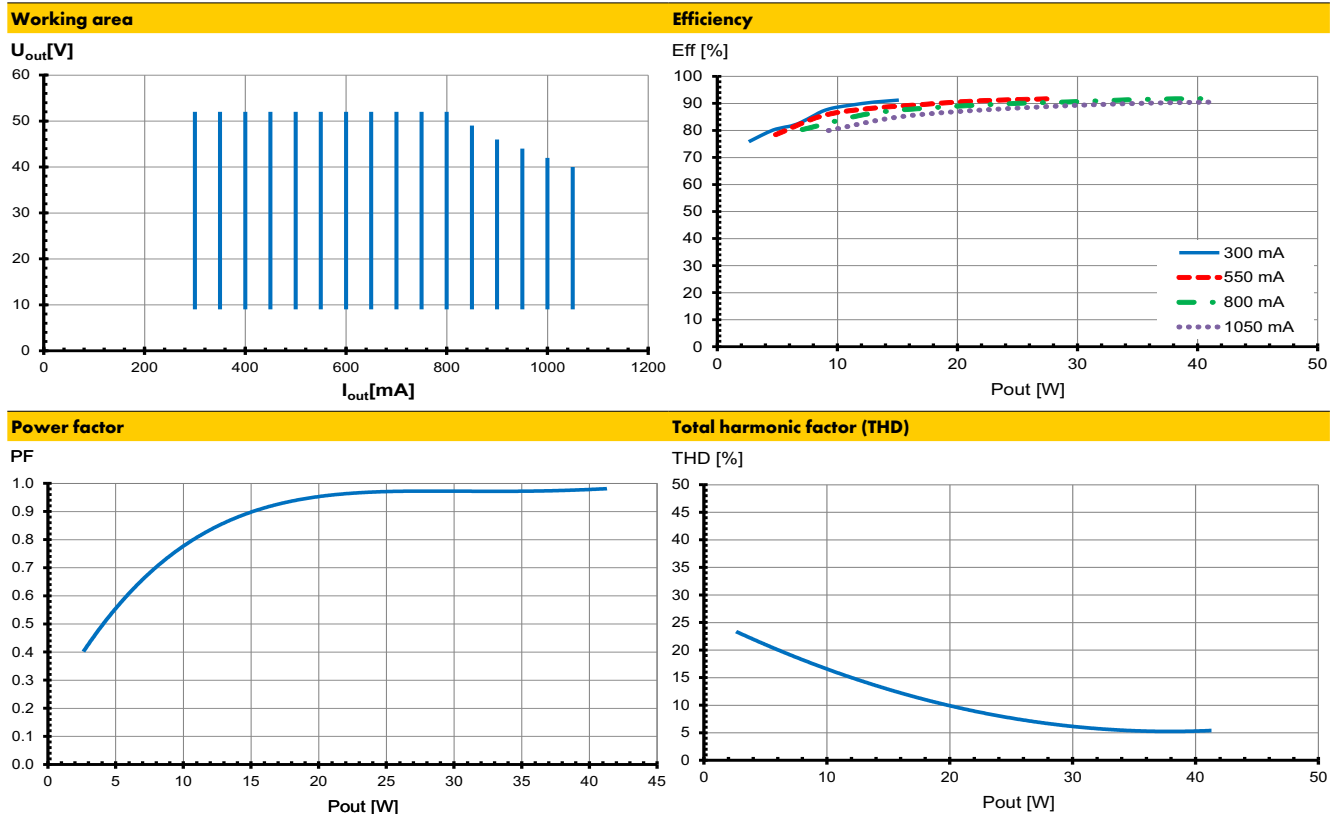 Working area
U_out[V]
60
50
40
30
20
10
0
0 200 400 600 800 1000 1200
I_out[mA]
Efficiency
Eff [%]
100
90
80
70
60
50
40
30
20
10
0
300 mA
550 mA
800 mA
1050 mA
0 10 20 30 40 50
Pout [W]
Power factor
PF
1.0
0.9
0.8
0.7
0.6
0.5
0.4
0.3
0.2
0.1
0.0
0 5 10 15 20 25 30 35 40 45
Pout [W]
Total harmonic factor (THD)
THD [%]
50
45
40
35
30
25
20
15
10
5
0
0 10 20 30 40 50
Pout [W]